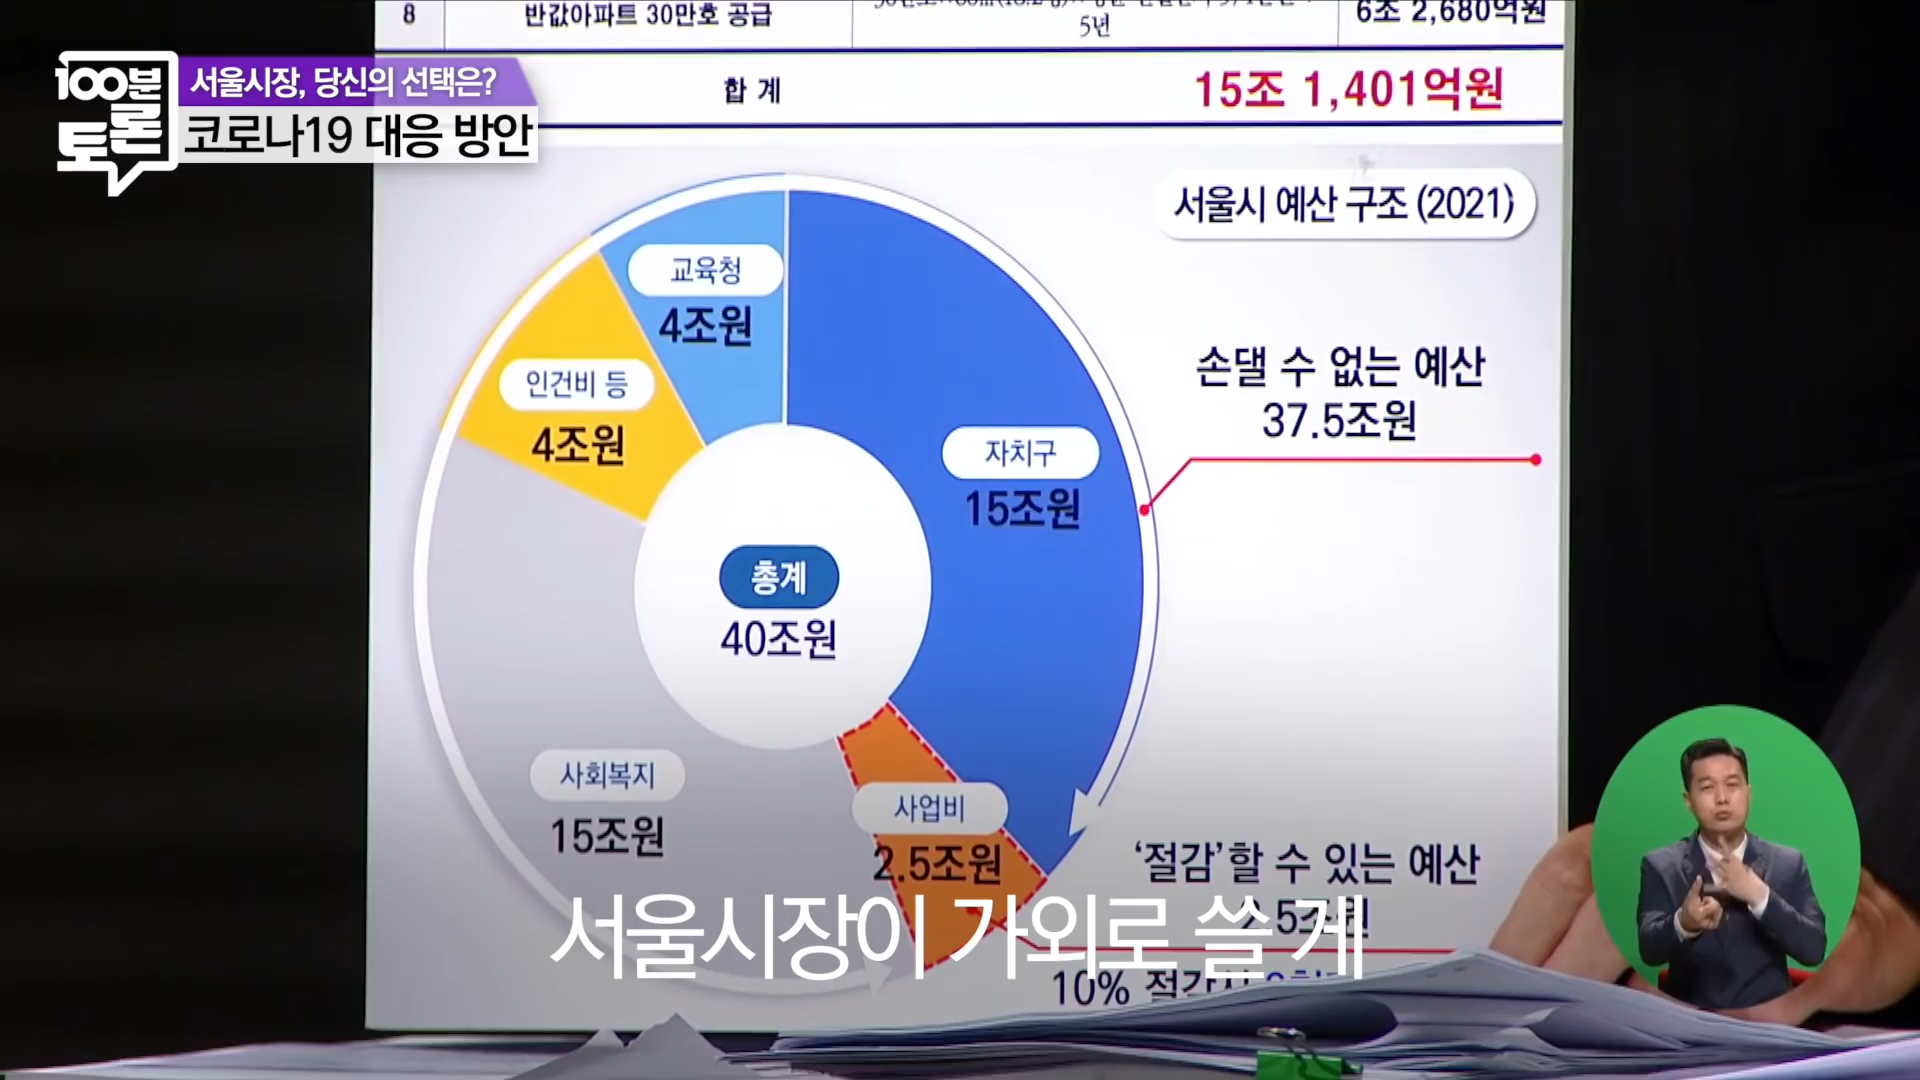 8 반값아파트 30만호 공급 5년 6조 2,680억원
합 계 15조 1,401억원
100분토론
서울시장, 당신의 선택은?
코로나19 대응 방안
서울시 예산 구조 (2021)
교육청
4조원
인건비 등
4조원
손댈 수 없는 예산
37.5조원
자치구
15조원
총계
40조원
사회복지
15조원
사업비
2.5조원
‘절감’할 수 있는 예산
5조원
10% 절감시
서울시장이 가외로 쓸 게